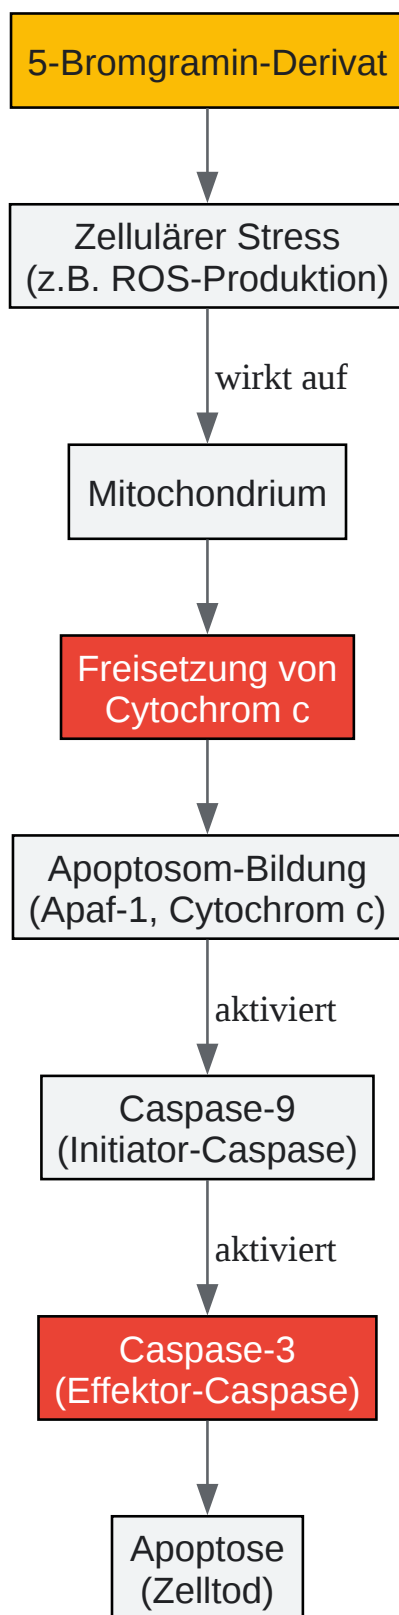 5-Bromgramin-Derivat
Zellulärer Stress
(z.B. ROS-Produktion)
wirkt auf
Mitochondrium
Freisetzung von
Cytochrom c
Apoptosom-Bildung
(Apaf-1, Cytochrom c)
aktiviert
Caspase-9
(Initiator-Caspase)
aktiviert
Caspase-3
(Effektor-Caspase)
Apoptose
(Zelltod)